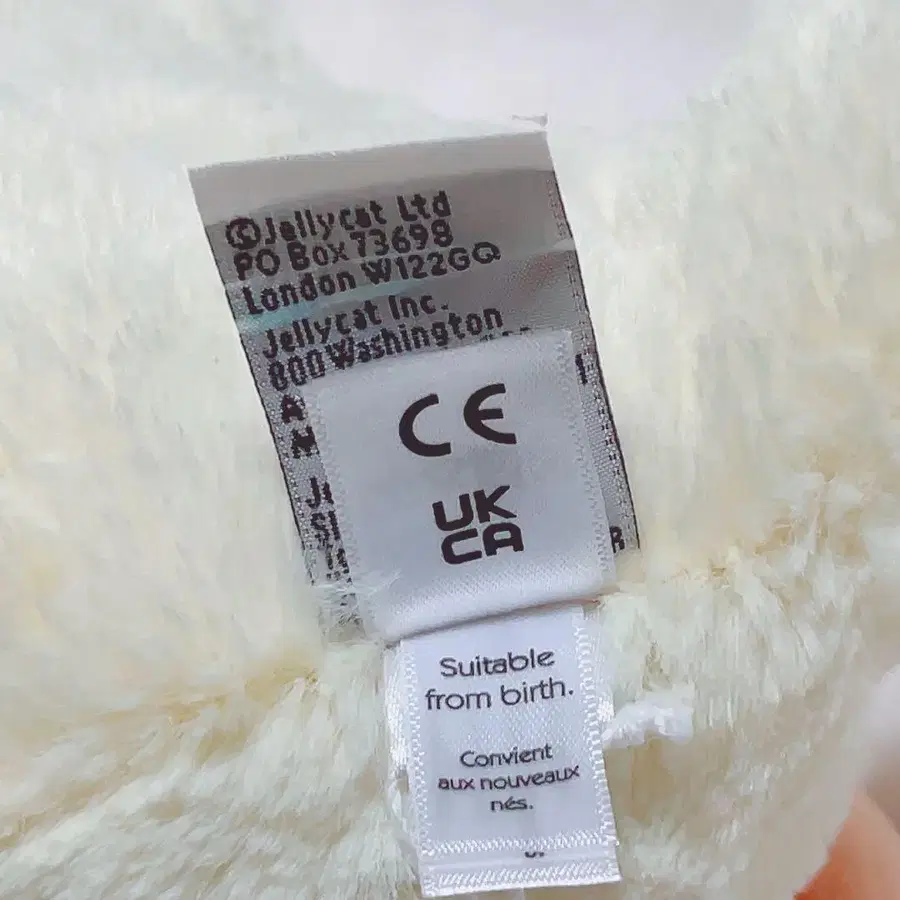 ©Jellycat Ltd
PO Box 73698
London W122GQ
Jellycat Inc.
800 Washington
CE
UK
CA
Suitable
from birth.
Convient
aux nouveaux
nés.